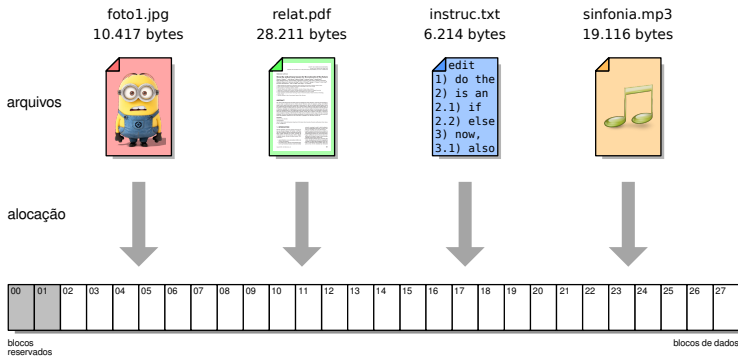 foto1.jpg
10.417 bytes
relat.pdf
28.211 bytes
instruc.txt
6.214 bytes
sinfonia.mp3
19.116 bytes
arquivos
edit
1) do the
2) is an
2.1) if
2.2) else
3) now,
3.1) also
alocação
00 01 02 03 04 05 06 07 08 09 10 11 12 13 14 15 16 17 18 19 20 21 22 23 24 25 26 27
blocos
reservados
blocos de dados